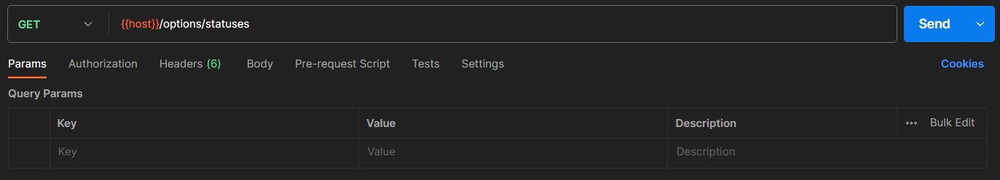 GET {{host}}/options/statuses Send
Params Authorization Headers (6) Body Pre-request Script Tests Settings Cookies
Query Params
Key Value Description Bulk Edit
Key Value Description